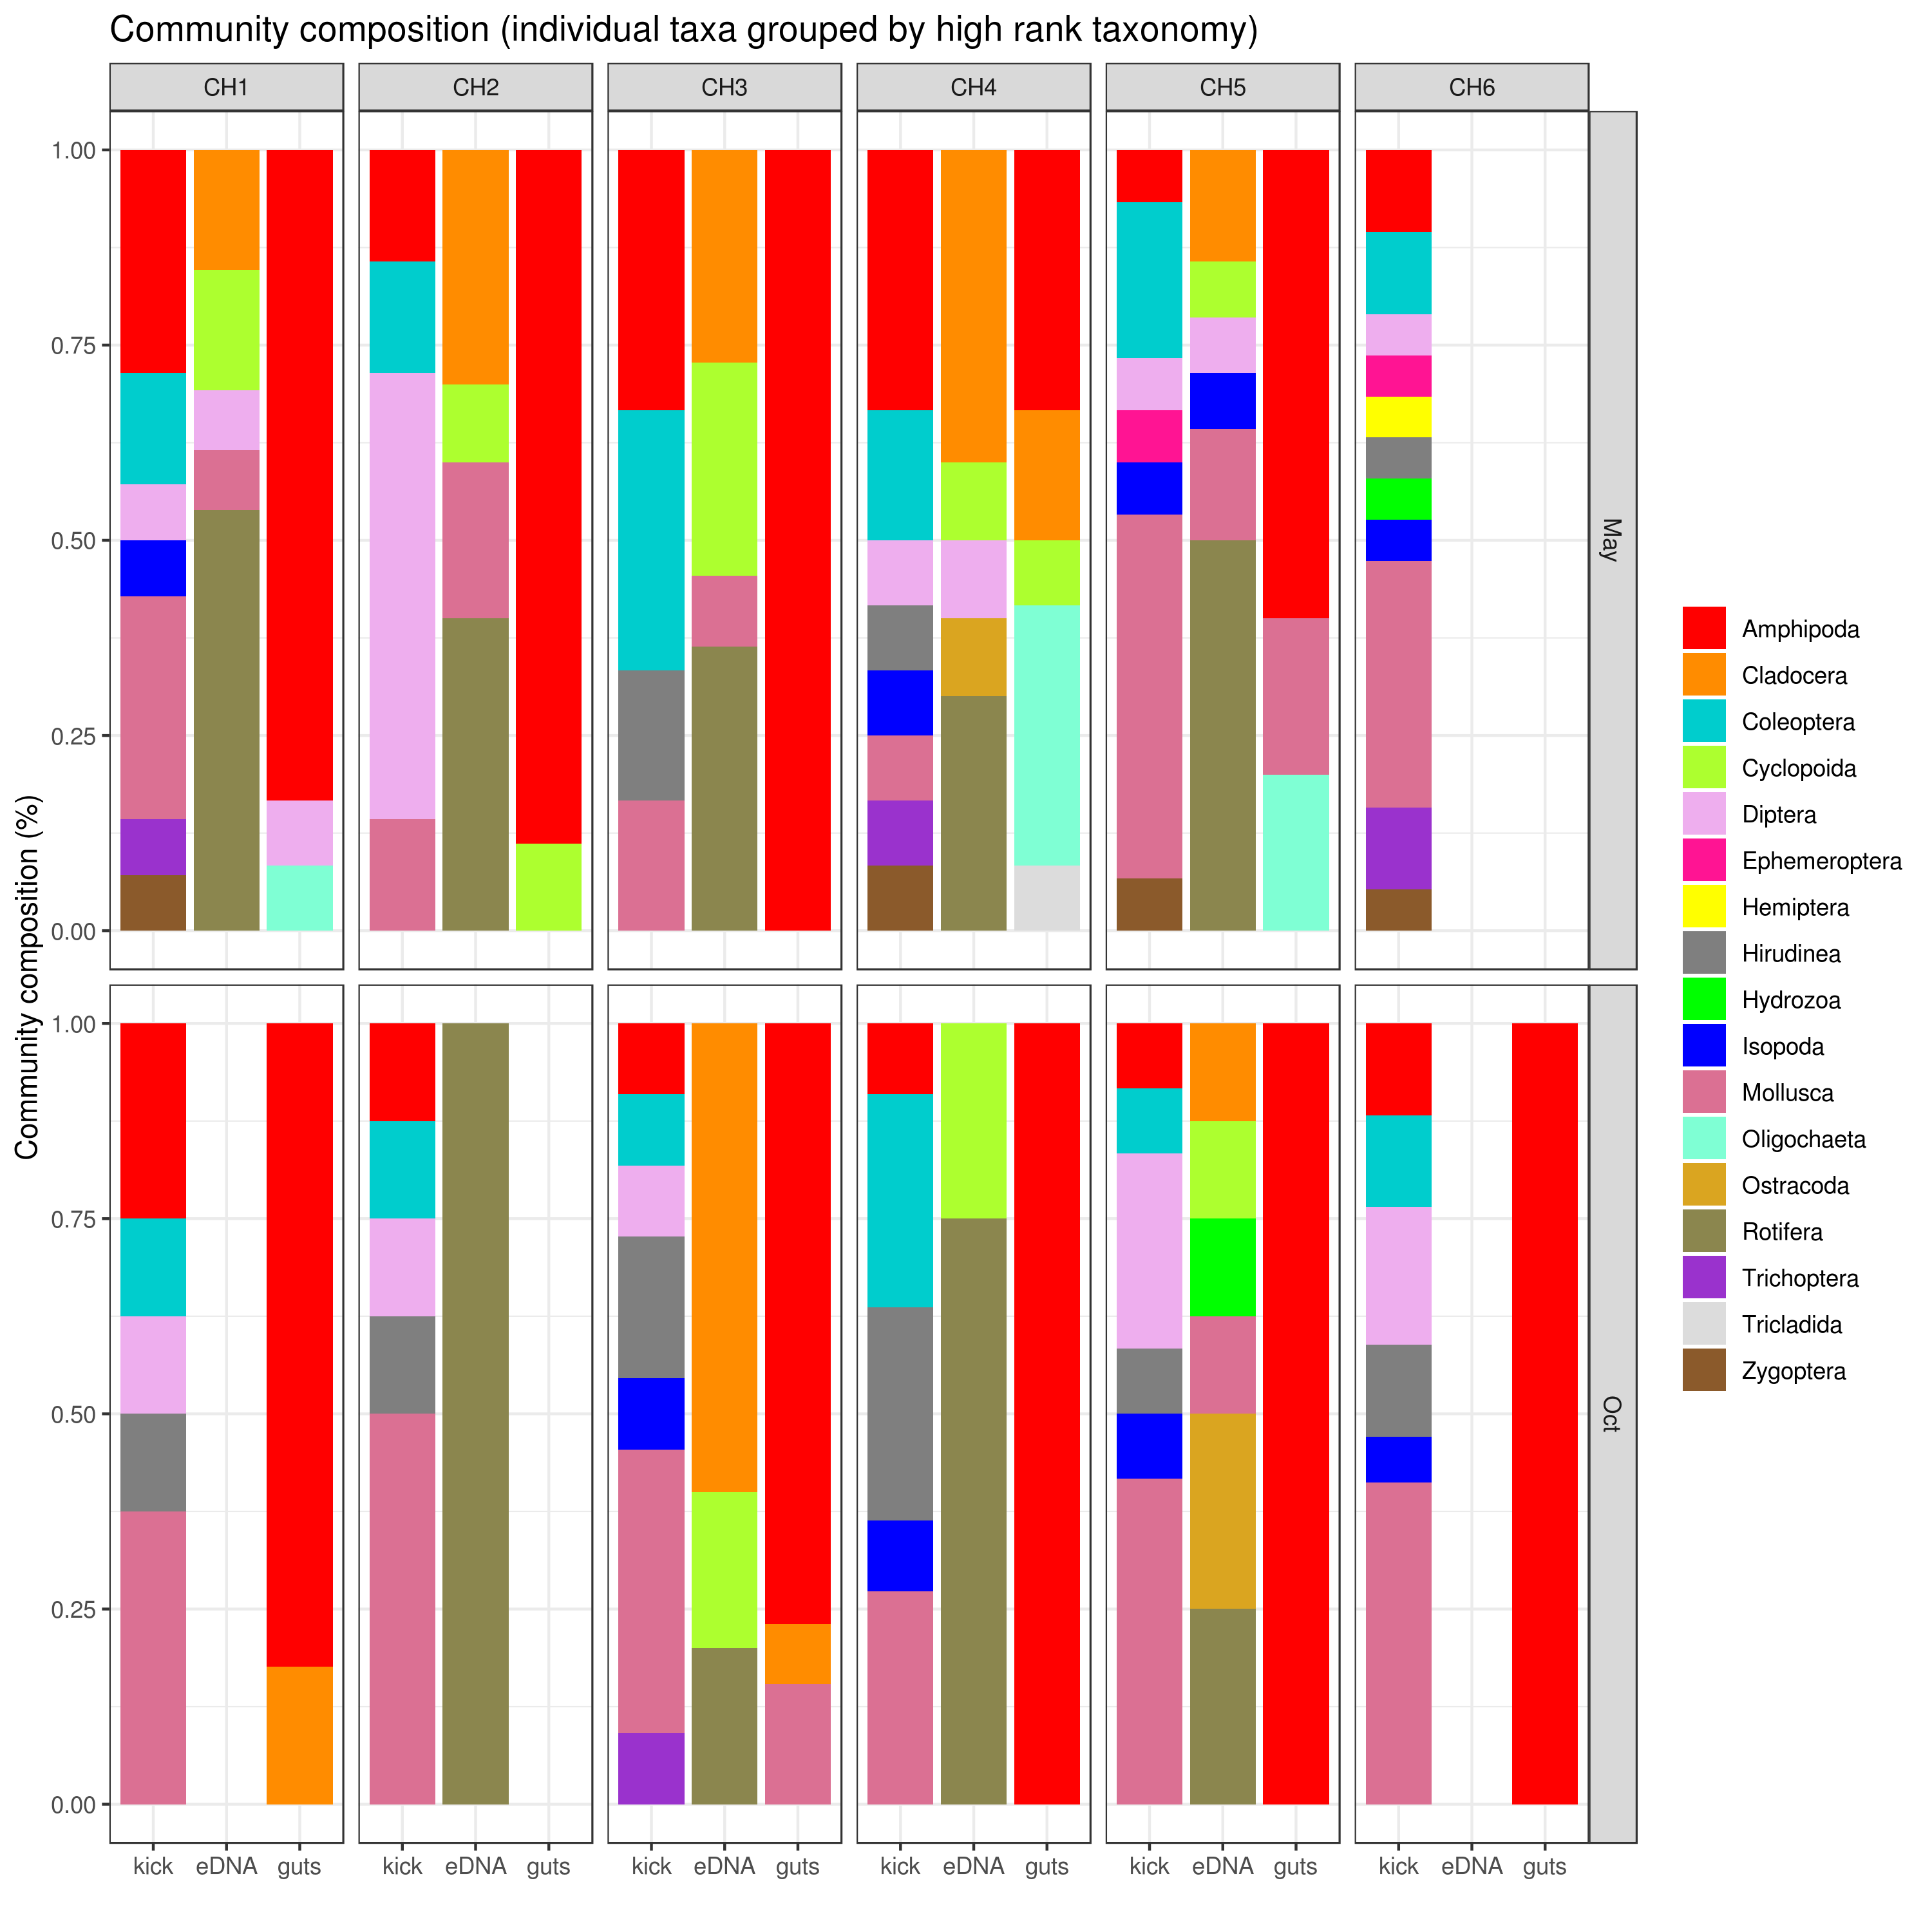 Community composition (individual taxa grouped by high rank taxonomy)
CH1 CH2 CH3 CH4 CH5 CH6
1.00
0.75
0.50
0.25
0.00
May
1.00
0.75
0.50
0.25
0.00
Oct
Community composition (%)
kick eDNA guts kick eDNA guts kick eDNA guts kick eDNA guts kick eDNA guts kick eDNA guts
Amphipoda
Cladocera
Coleoptera
Cyclopoida
Diptera
Ephemeroptera
Hemiptera
Hirudinea
Hydrozoa
Isopoda
Mollusca
Oligochaeta
Ostracoda
Rotifera
Trichoptera
Tricladida
Zygoptera